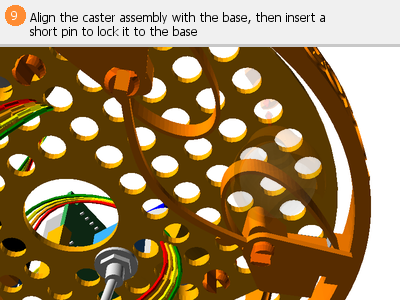 9 Align the caster assembly with the base, then insert a
short pin to lock it to the base